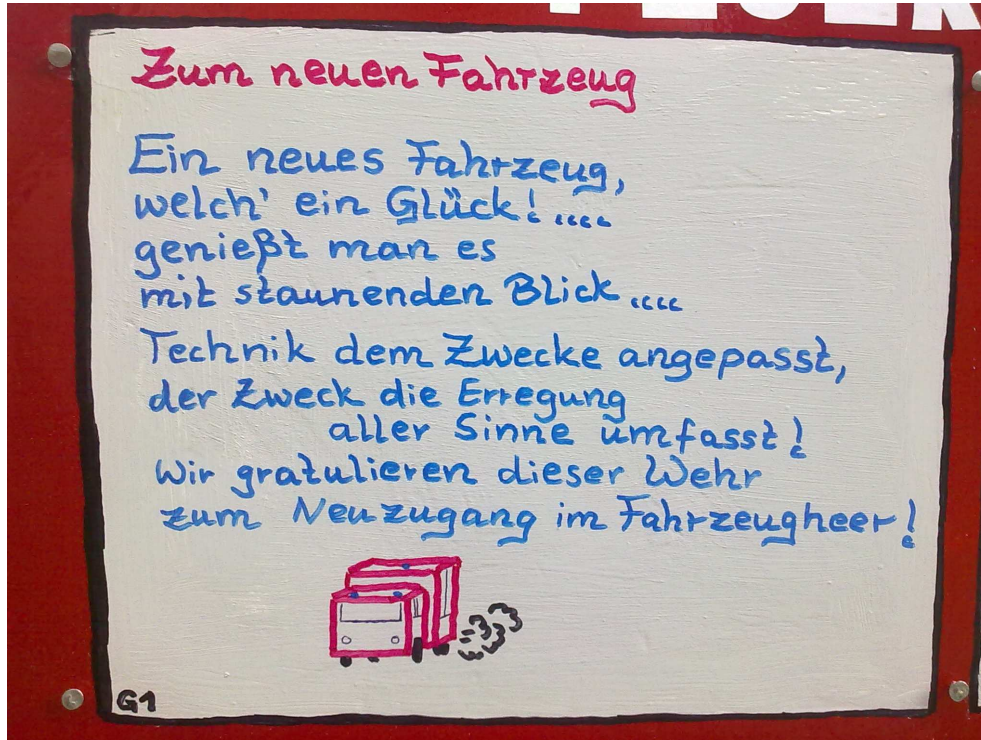 Zum neuen Fahrzeug
Ein neues Fahrzeug,
welch' ein Glück!....
genießt man es
mit staunenden Blick....
Technik dem Zwecke angepasst,
der Zweck die Erregung
aller Sinne umfasst!
Wir gratulieren dieser Wehr
zum Neuzugang im Fahrzeugheer!
G1